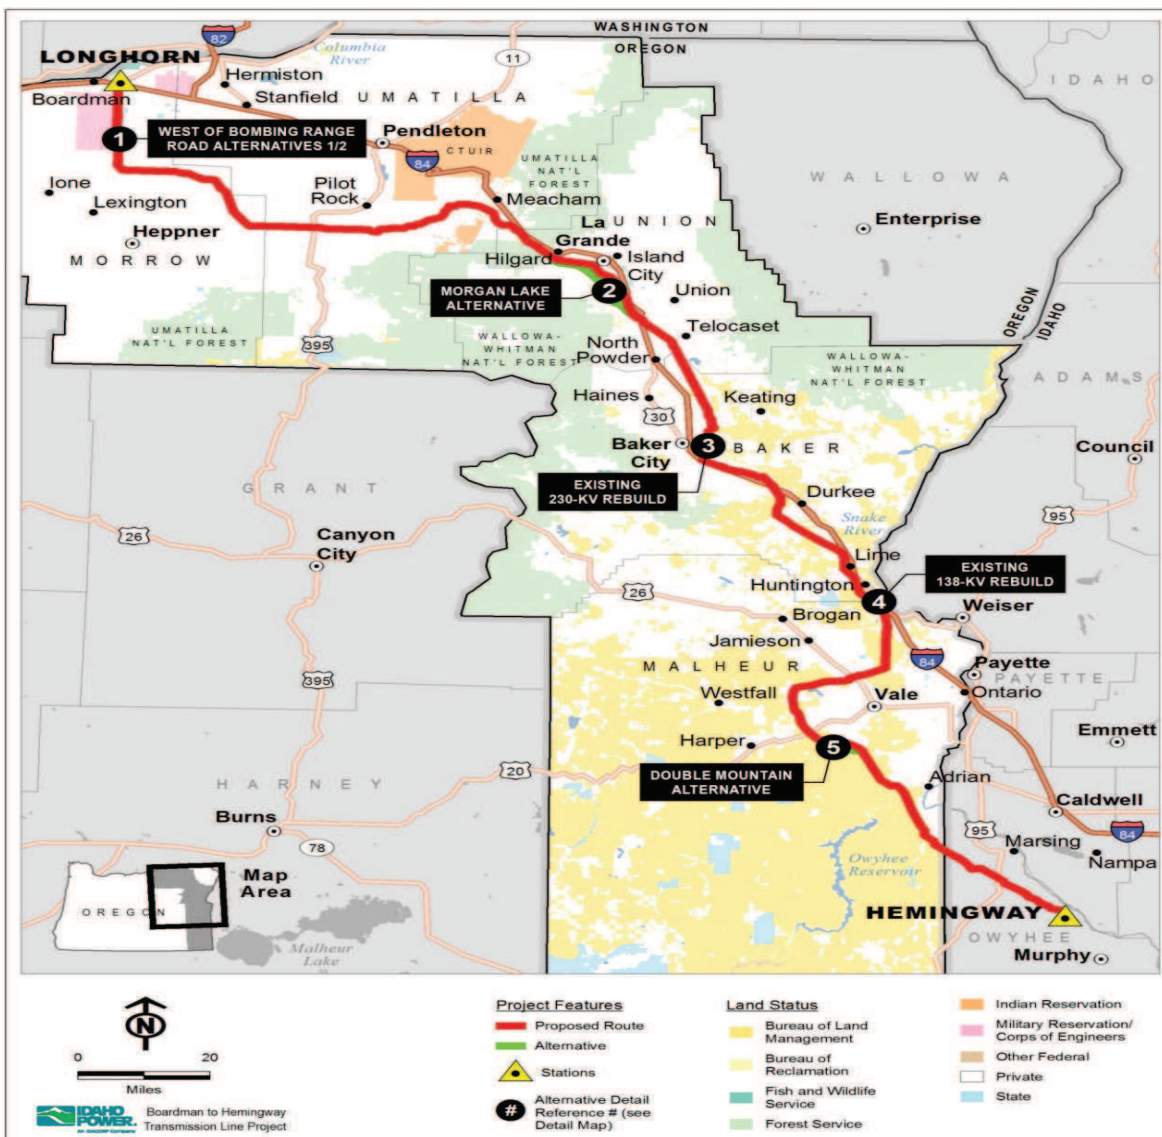 WASHINGTON
OREGON
82
LONGHORN
Columbia
River
11
IDAHO
Hermiston
Boardman
Stanfield
UMATILLA
1
WEST OF BOMBING RANGE
ROAD ALTERNATIVES 1/2
Pendleton
CTUIR
84
UMATILLA
NAT'L
FOREST
WALLOWA
Ione
Lexington
Pilot
Rock
Meacham
Heppner
La
Grande
UNION
Enterprise
MORROW
Hilgard
Island
City
MORGAN LAKE
ALTERNATIVE
2
Union
OREGON
IDAHO
UMATILLA
NAT'L FOREST
395
WALLOWA-
WHITMAN
NAT'L FOREST
Telocaset
North
Powder
WALLOWA-
WHITMAN
NAT'L FOREST
ADAMS
Haines
30
Keating
Baker
City
3
BAKER
Council
EXISTING
230-KV REBUILD
GRANT
Durkee
Snake
River
95
26
Canyon
City
Lime
EXISTING
138-KV REBUILD
Huntington
4
26
Brogan
Weiser
Jamieson
84
MALHEUR
Payette
PAYETTE
395
Westfall
Vale
Ontario
Harper
5
Emmett
20
DOUBLE MOUNTAIN
ALTERNATIVE
HARNEY
Adrian
Caldwell
Burns
78
95
84
Marsing
Nampa
Map
Area
Owyhee
Reservoir
OREGON
HEMINGWAY
OWYHEE
Malheur
Lake
Murphy
N
0 20
Miles
IDAHO
POWER
An IDACORP Company
Boardman to Hemingway
Transmission Line Project
Project Features
Proposed Route
Alternative
Stations
#
Alternative Detail
Reference # (see
Detail Map)
Land Status
Bureau of Land
Management
Bureau of
Reclamation
Fish and Wildlife
Service
Forest Service
Indian Reservation
Military Reservation/
Corps of Engineers
Other Federal
Private
State